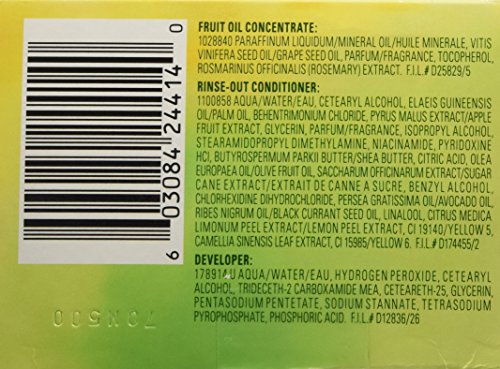 FRUIT OIL CONCENTRATE:
1028840 PARAFFINUM LIQUIDUM/MINERAL OIL/HUILE MINERALE, VITIS
VINIFERA SEED OIL/GRAPE SEED OIL, PARFUM/FRAGRANCE, TOCOPHEROL,
ROSMARINUS OFFICINALIS (ROSEMARY) EXTRACT. F.I.L.# D25829/5
RINSE-OUT CONDITIONER:
1100858 AQUA/WATER/EAU, CETEARYL ALCOHOL, ELAEIS GUINEENSIS
OIL/PALM OIL, BEHENTRIMONIUM CHLORIDE, PYRUS MALUS EXTRACT/APPLE
FRUIT EXTRACT, GLYCERIN, PARFUM/FRAGRANCE, ISOPROPYL ALCOHOL,
STEARAMIDOPROPYL DIMETHYLAMINE, NIACINAMIDE, PYRIDOXINE
HCI, BUTYROSPERMUM PARKII BUTTER/SHEA BUTTER, CITRIC ACID, OLEA
EUROPAEA OIL/OLIVE FRUIT OIL, SACCHARUM OFFICINARUM EXTRACT/SUGAR
CANE EXTRACT/EXTRAIT DE CANNE A SUCRE, BENZYL ALCOHOL,
CHLORHEXIDINE DIHYDROCHLORIDE, PERSEA GRATISSIMA OIL/AVOCADO OIL,
RIBES NIGRUM OIL/BLACK CURRANT SEED OIL, LINALOOL, CITRUS MEDICA
LIMONUM PEEL EXTRACT/LEMON PEEL EXTRACT, CI 19140/YELLOW 5,
CAMELLIA SINENSIS LEAF EXTRACT, CI 15985/YELLOW 6. F.I.L.# D174455/2
DEVELOPER:
1789140 AQUA/WATER/EAU, HYDROGEN PEROXIDE, CETEARYL
ALCOHOL, TRIDECETH-2 CARBOXAMIDE MEA, CETEARETH-25, GLYCERIN,
PENTASODIUM PENTETATE, SODIUM STANNATE, TETRASODIUM
PYROPHOSPHATE, PHOSPHORIC ACID. F.I.L.# D12836/26
6 03084 24414 0
70N500